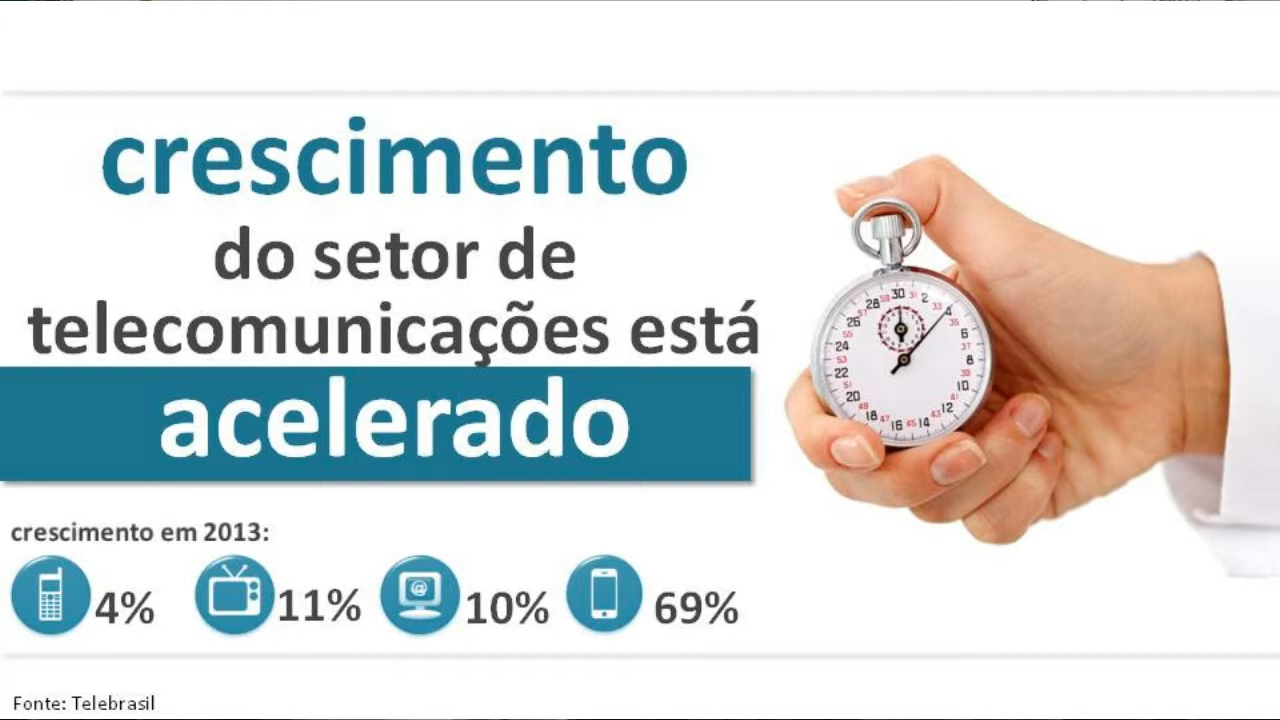 crescimento
do setor de
telecomunicações está
acelerado
crescimento em 2013:
4% 11% 10% 69%
Fonte: Telebrasil